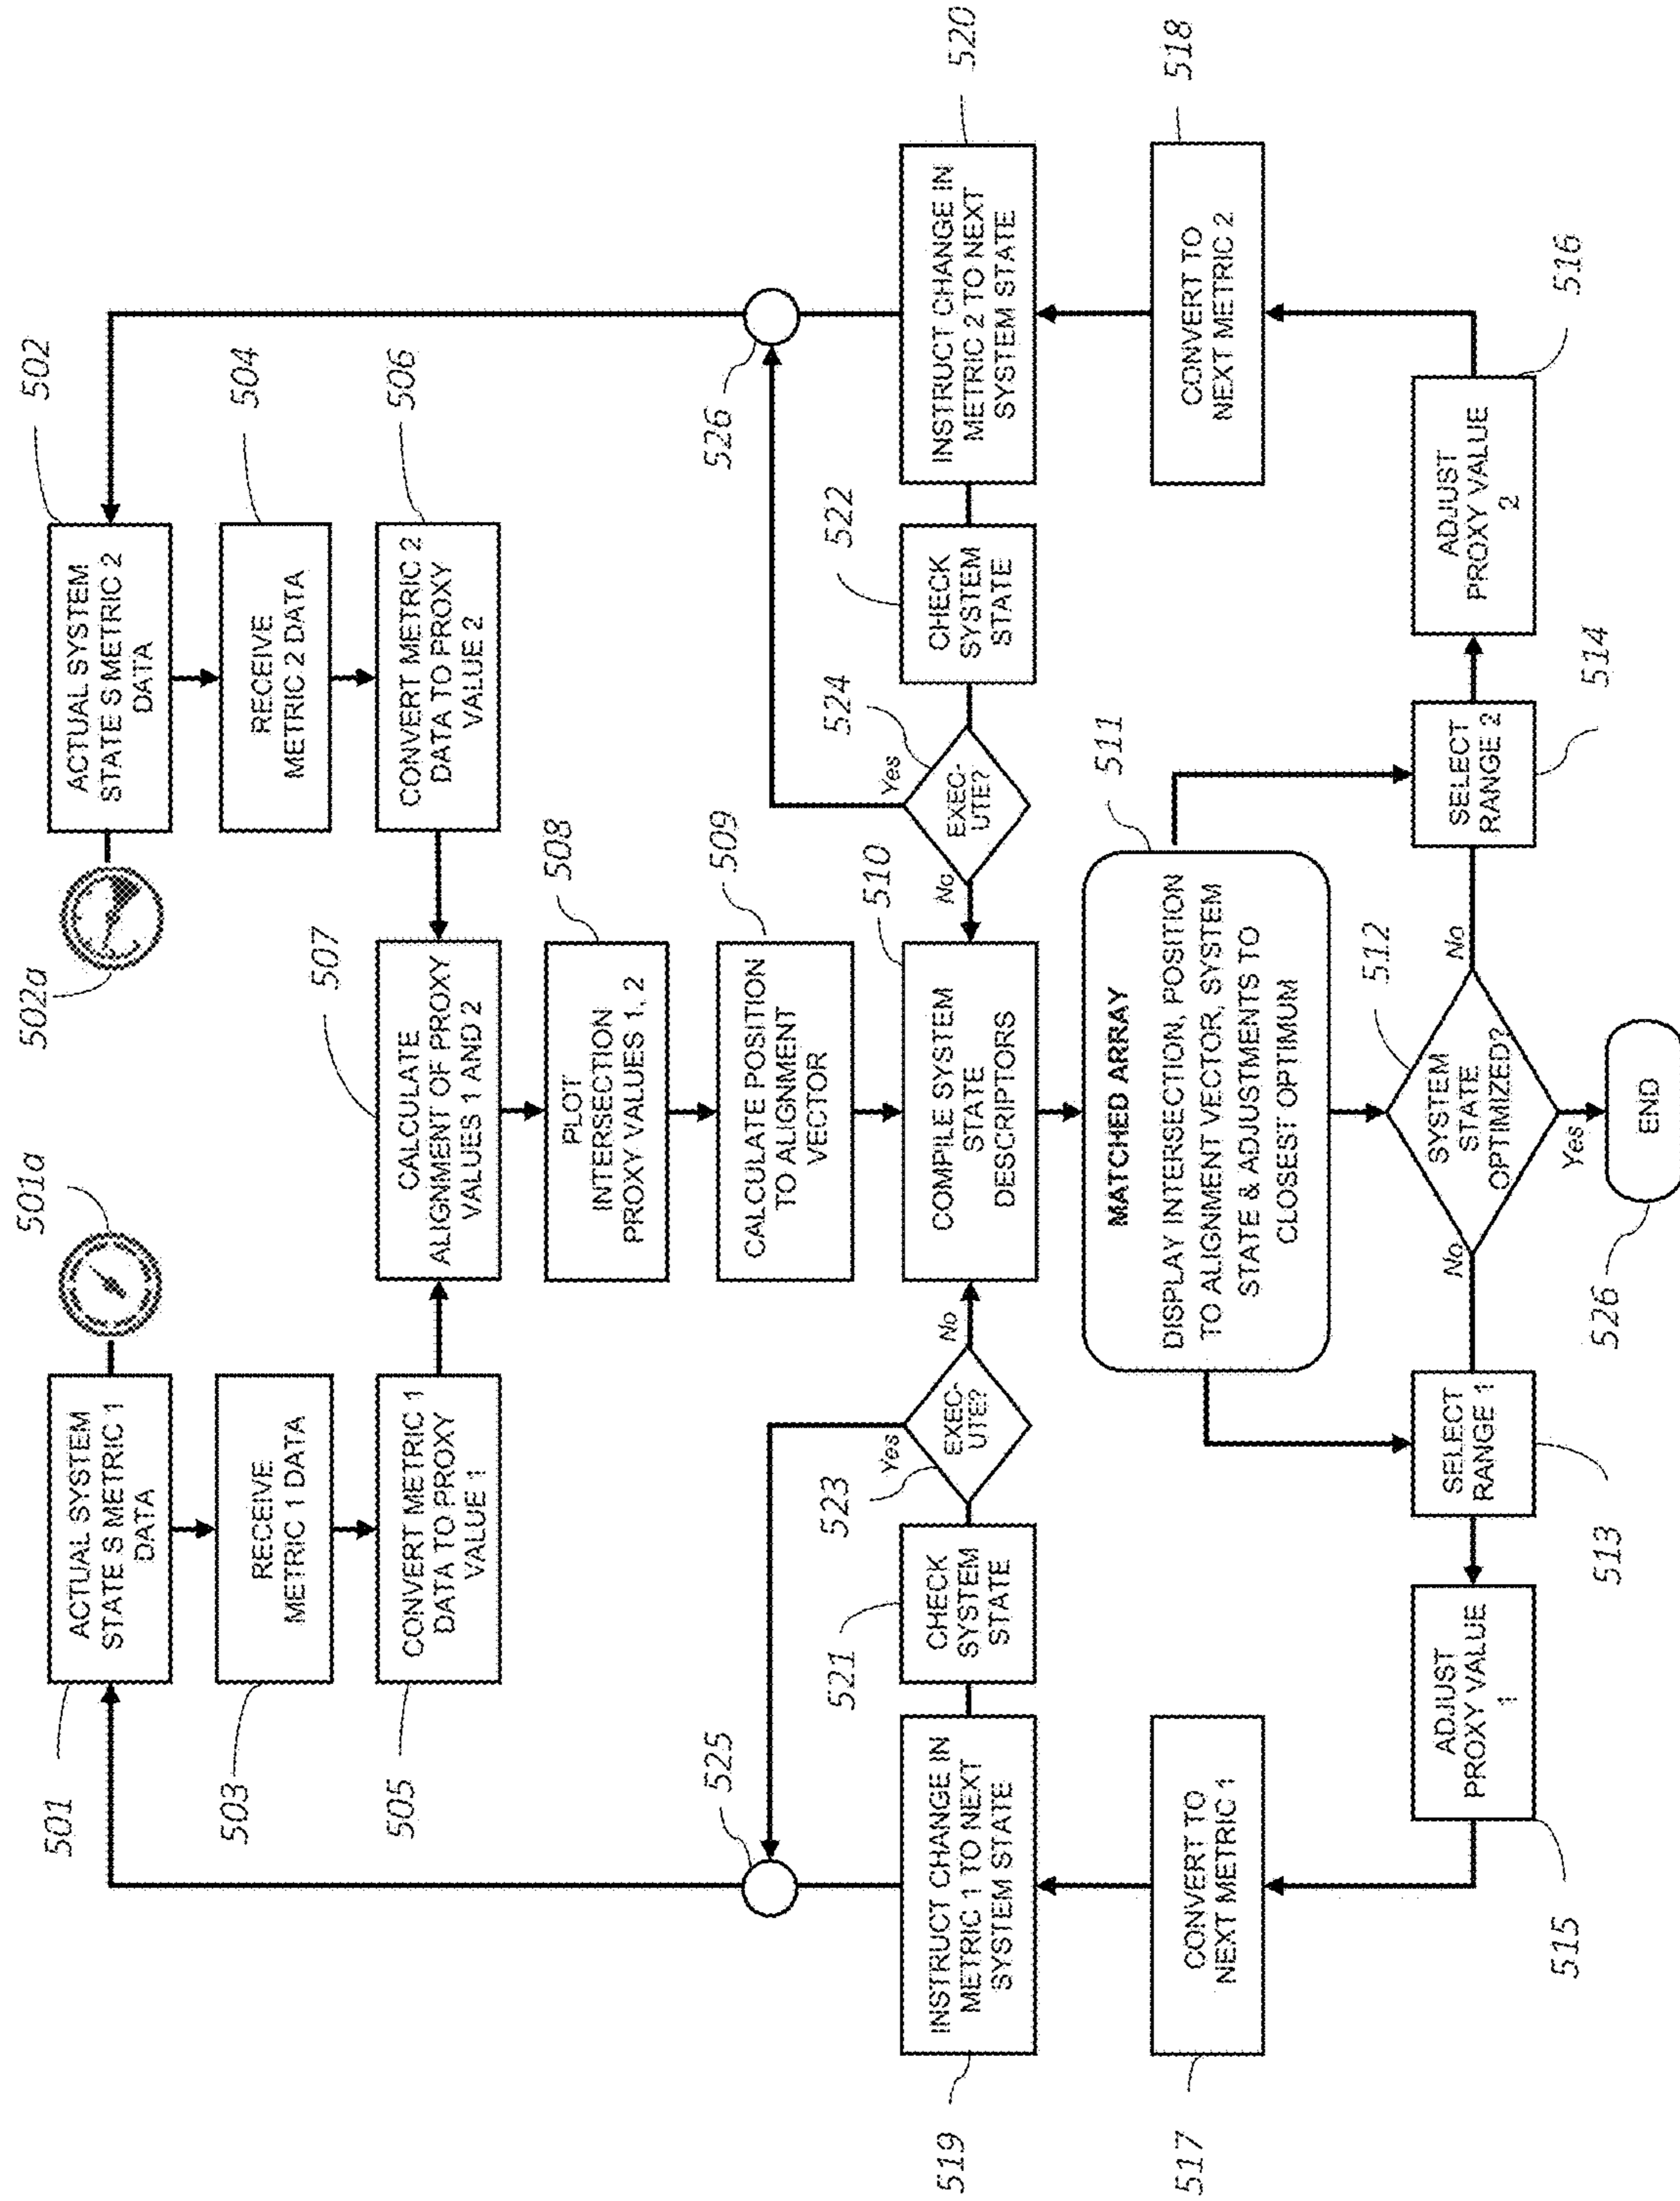 501a
502a
501
ACTUAL SYSTEM
STATE S METRIC 1
DATA
ACTUAL SYSTEM
STATE S METRIC 2
DATA
502
503
RECEIVE
METRIC 1 DATA
RECEIVE
METRIC 2 DATA
504
505
CONVERT METRIC 1
DATA TO PROXY
VALUE 1
507
CALCULATE
ALIGNMENT OF PROXY
VALUES 1 AND 2
CONVERT METRIC 2
DATA TO PROXY
VALUE 2
506
PLOT
INTERSECTION
PROXY VALUES 1, 2
508
CALCULATE POSITION
TO ALIGNMENT
VECTOR
509
525
526
519
INSTRUCT CHANGE IN
METRIC 1 TO NEXT
SYSTEM STATE
521
CHECK
SYSTEM
STATE
523
EXEC-
UTE?
Yes
No
COMPILE SYSTEM
STATE
DESCRIPTORS
510
No
Yes
EXEC-
UTE?
524
CHECK
SYSTEM
STATE
522
INSTRUCT CHANGE IN
METRIC 2 TO NEXT
SYSTEM STATE
520
517
CONVERT TO
NEXT METRIC 1
MATCHED ARRAY
DISPLAY INTERSECTION, POSITION
TO ALIGNMENT VECTOR, SYSTEM
STATE & ADJUSTMENTS TO
CLOSEST OPTIMUM
511
CONVERT TO
NEXT METRIC 2
518
515
ADJUST
PROXY VALUE
1
513
SELECT
RANGE 1
No
SYSTEM
STATE
OPTIMIZED?
512
No
Yes
SELECT
RANGE 2
514
ADJUST
PROXY VALUE
2
516
526
END